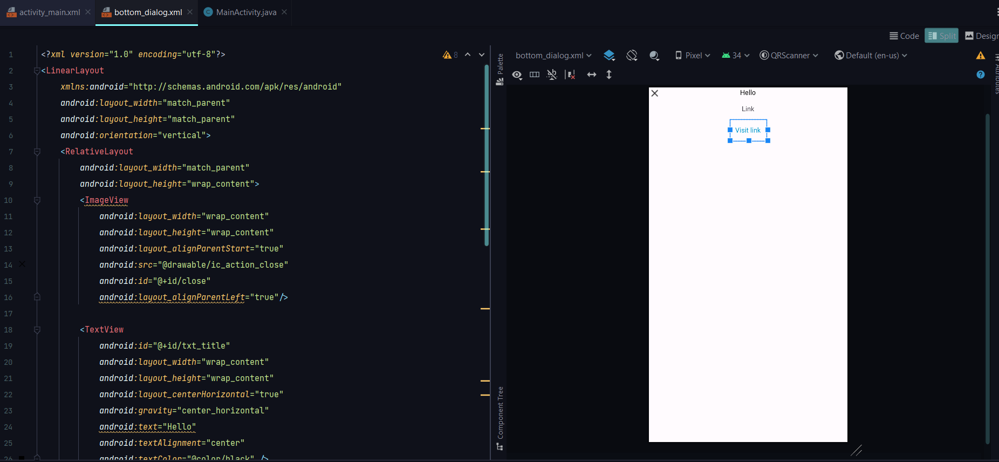 activity_main.xml
bottom_dialog.xml
MainActivity.java
Code
Split
Design
8
bottom_dialog.xml
Pixel
34
QRScanner
Default (en-us)
Palette
Attributes
Component Tree
1 <?xml version="1.0" encoding="utf-8"?>
2 <LinearLayout
3 xmlns:android="http://schemas.android.com/apk/res/android"
4 android:layout_width="match_parent"
5 android:layout_height="match_parent"
6 android:orientation="vertical">
7 <RelativeLayout
8 android:layout_width="match_parent"
9 android:layout_height="wrap_content">
10 <ImageView
11 android:layout_width="wrap_content"
12 android:layout_height="wrap_content"
13 android:layout_alignParentStart="true"
14 android:src="@drawable/ic_action_close"
15 android:id="@+id/close"
16 android:layout_alignParentLeft="true"/>
17
18 <TextView
19 android:id="@+id/txt_title"
20 android:layout_width="wrap_content"
21 android:layout_height="wrap_content"
22 android:layout_centerHorizontal="true"
23 android:gravity="center_horizontal"
24 android:text="Hello"
25 android:textAlignment="center"
26 android:textColor="@color/black" />
Hello
Link
Visit link